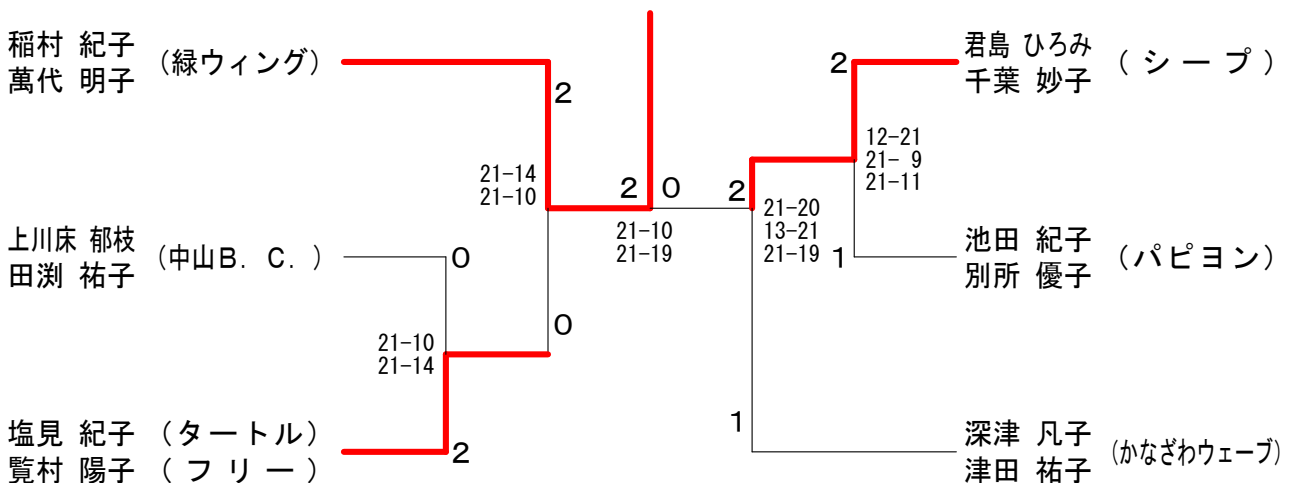 稲村 紀子
萬代 明子
(緑ウィング)
2
21-14
21-10
上川床 郁枝
田渕 祐子
(中山B．C．)
0
0
21-10
21-14
塩見 紀子 (タートル)
覧村 陽子 (フリー)
2
2 0
21-10
21-19
君島 ひろみ
千葉 妙子
(シープ)
2
12-21
21- 9
21-11
2
21-20
13-21
21-19
1
池田 紀子
別所 優子
(パピヨン)
1
深津 凡子
津田 祐子
(かなざわウェーブ)